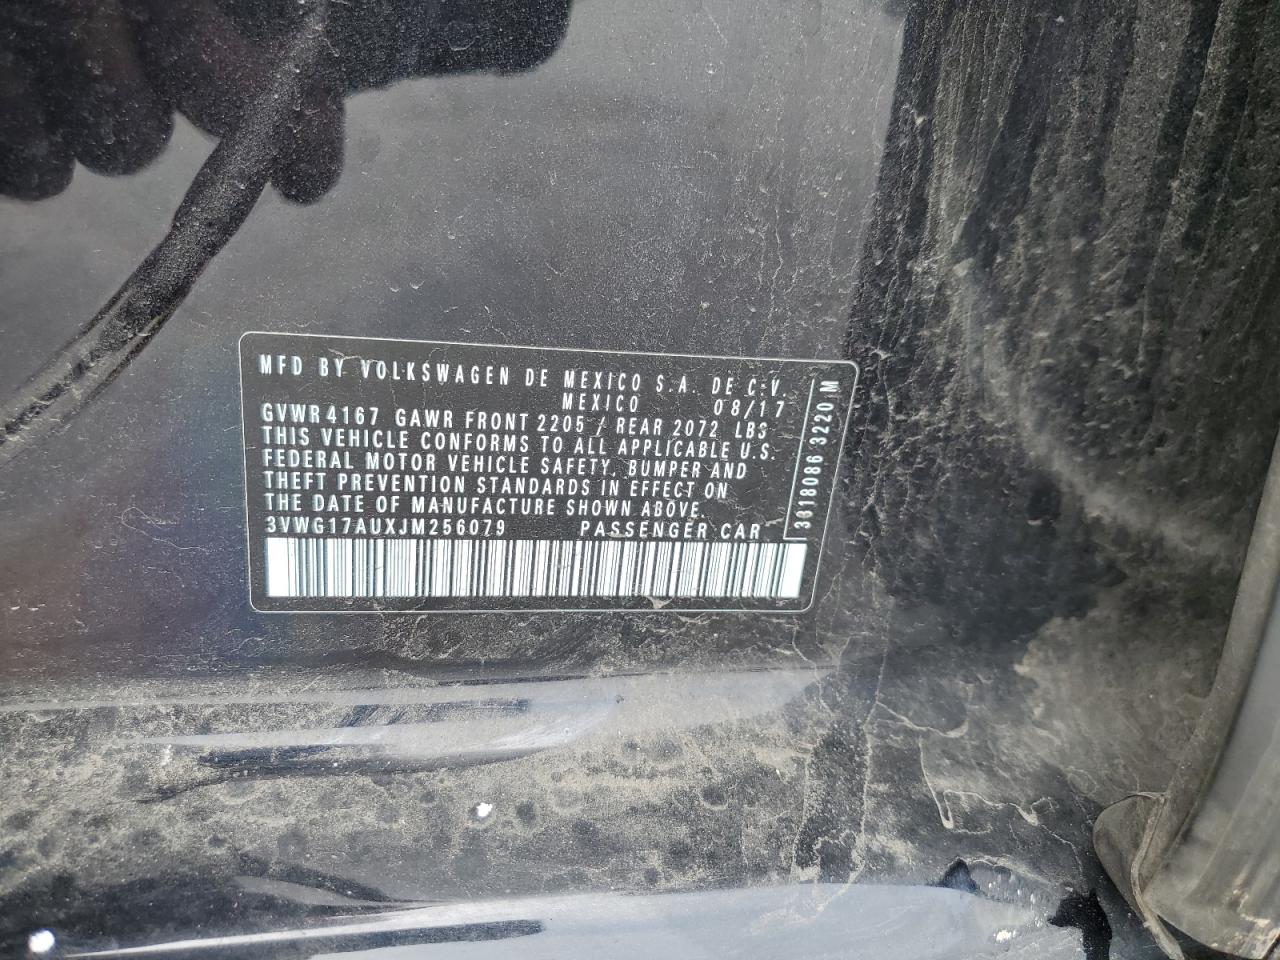 MFD BY VOLKSWAGEN DE MEXICO S.A. DE C.V.
MEXICO 08/17
GVWR 4167 GAWR FRONT 2205 / REAR 2072 LBS
THIS VEHICLE CONFORMS TO ALL APPLICABLE U.S.
FEDERAL MOTOR VEHICLE SAFETY, BUMPER AND
THEFT PREVENTION STANDARDS IN EFFECT ON
THE DATE OF MANUFACTURE SHOWN ABOVE.
3VWG17AUXJM256079 PASSENGER CAR
3818086 3220 M